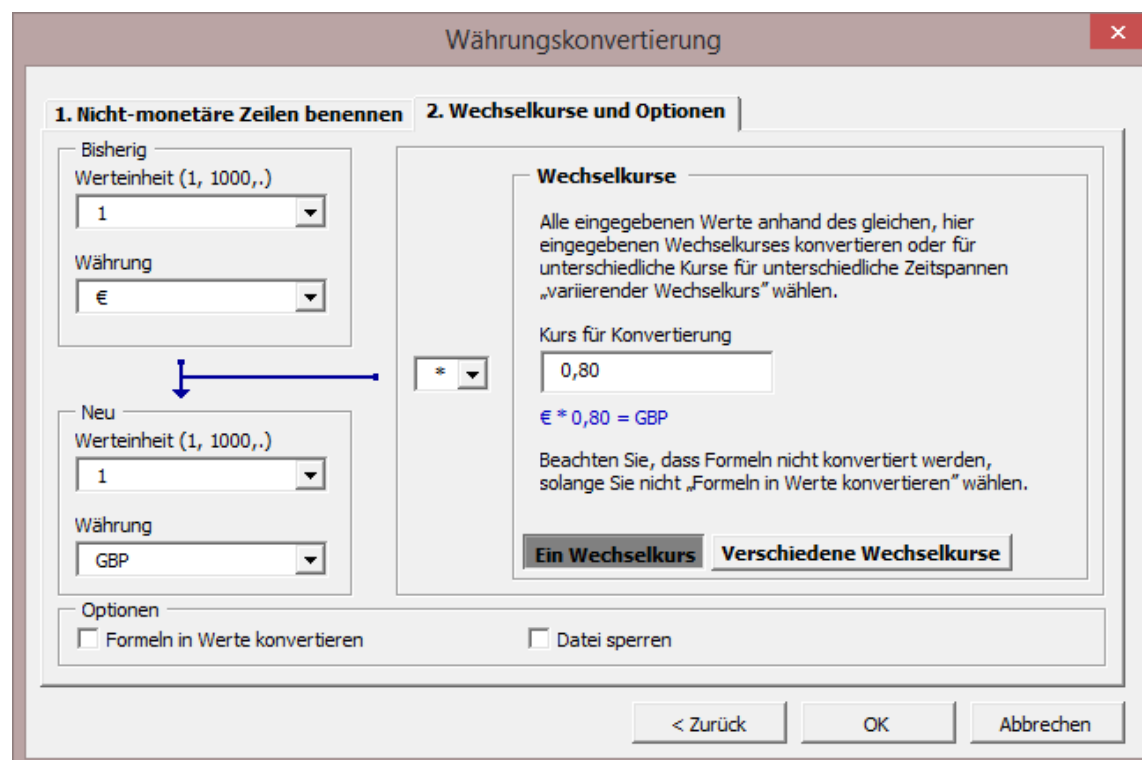 Währungskonvertierung
1. Nicht-monetäre Zeilen benennen
2. Wechselkurse und Optionen
Bisherig
Werteinheit (1, 1000,.)
1
Währung
€
Neu
Werteinheit (1, 1000,.)
1
Währung
GBP
*
Wechselkurse
Alle eingegebenen Werte anhand des gleichen, hier
eingegebenen Wechselkurses konvertieren oder für
unterschiedliche Kurse für unterschiedliche Zeitspannen
„variierender Wechselkurs” wählen.
Kurs für Konvertierung
0,80
€ * 0,80 = GBP
Beachten Sie, dass Formeln nicht konvertiert werden,
solange Sie nicht „Formeln in Werte konvertieren” wählen.
Ein Wechselkurs
Verschiedene Wechselkurse
Optionen
Formeln in Werte konvertieren
Datei sperren
< Zurück
OK
Abbrechen